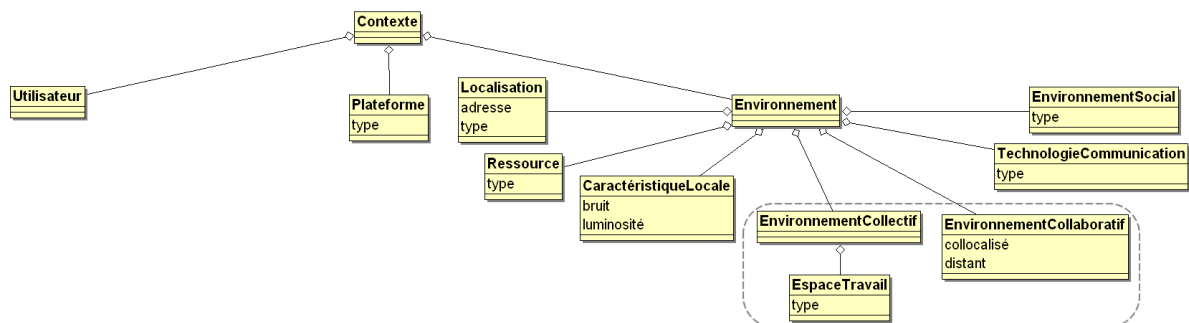 Contexte
Utilisateur
Plateforme
type
Localisation
adresse
type
Environnement
EnvironnementSocial
type
Ressource
type
TechnologieCommunication
type
CaractéristiqueLocale
bruit
luminosité
EnvironnementCollectif
EnvironnementCollaboratif
collocalisé
distant
EspaceTravail
type